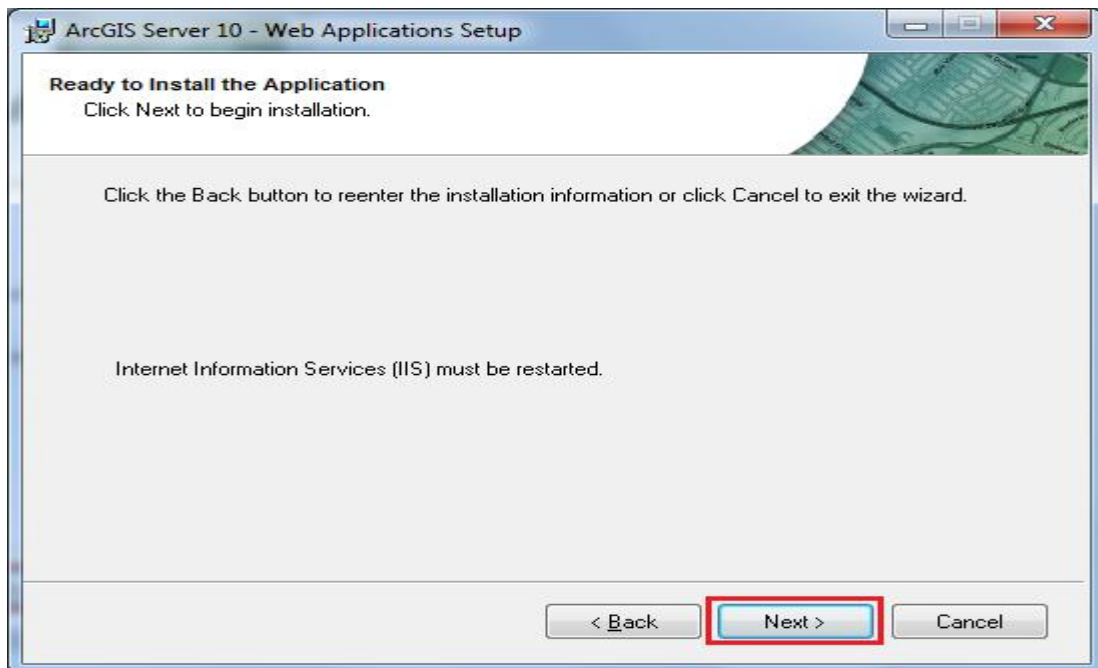 ArcGIS Server 10 - Web Applications Setup
Ready to Install the Application
Click Next to begin installation.
Click the Back button to reenter the installation information or click Cancel to exit the wizard.
Internet Information Services (IIS) must be restarted.
< Back Next > Cancel